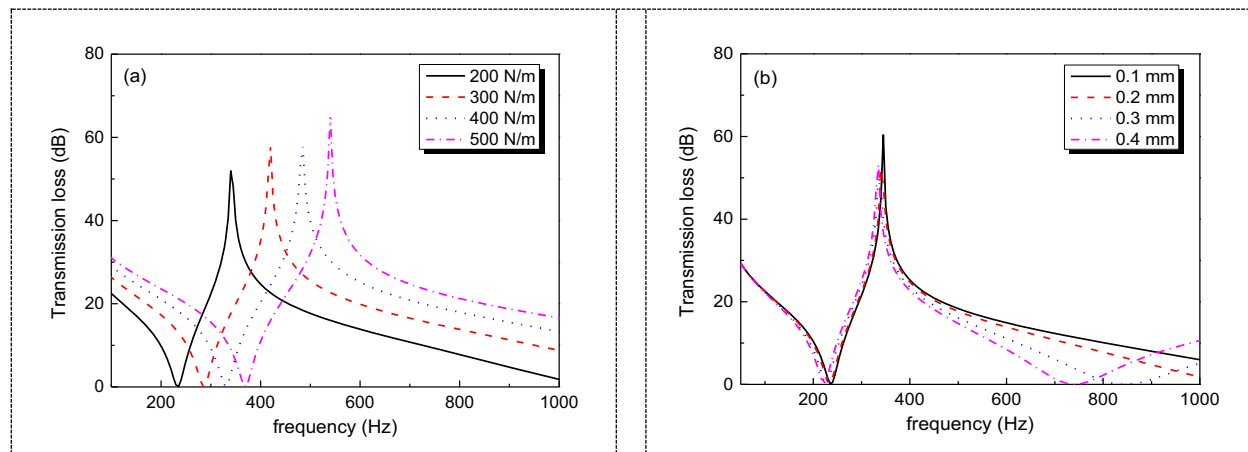 (a)
200 N/m
300 N/m
400 N/m
500 N/m
80
60
40
20
0
Transmission loss (dB)
200 400 600 800 1000
frequency (Hz)
(b)
0.1 mm
0.2 mm
0.3 mm
0.4 mm
80
60
40
20
0
Transmission loss (dB)
200 400 600 800 1000
frequency (Hz)